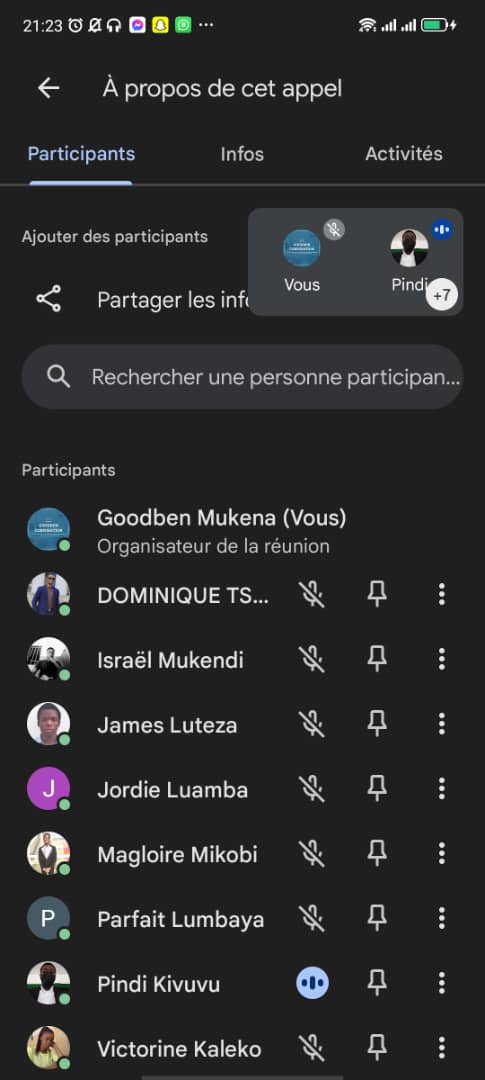 21:23
À propos de cet appel
Participants
Infos
Activités
Ajouter des participants
Vous
Pindi
+7
Partager les info
Rechercher une personne participan...
Participants
Goodben Mukena (Vous)
Organisateur de la réunion
DOMINIQUE TS...
Israël Mukendi
James Luteza
J
Jordie Luamba
Magloire Mikobi
P
Parfait Lumbaya
Pindi Kivuvu
Victorine Kaleko